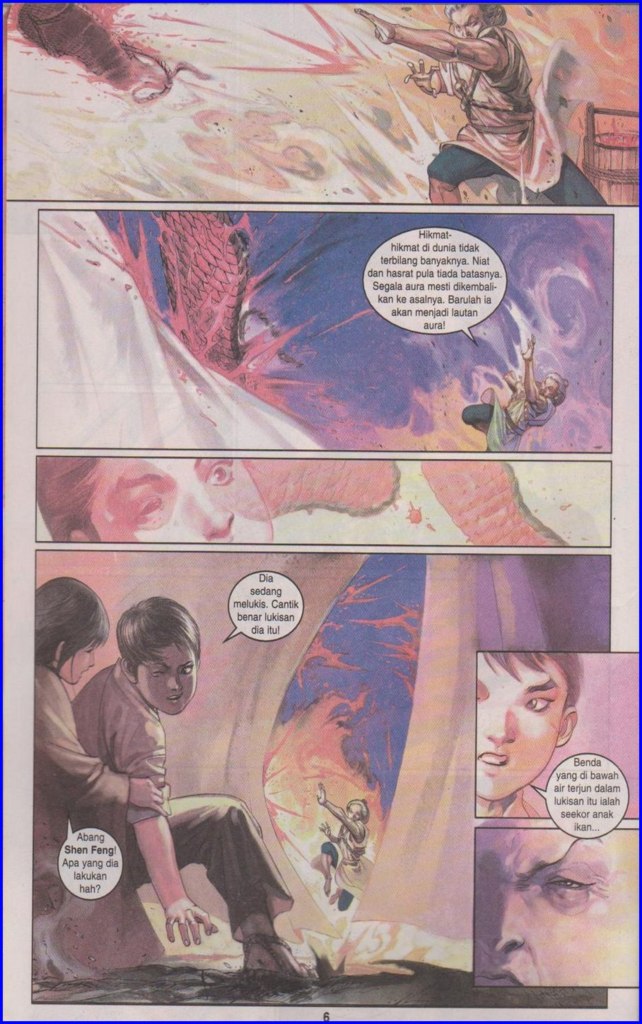 Hikmat-
hikmat di dunia tidak
terbilang banyaknya. Niat
dan hasrat pula tiada batasnya.
Segala aura mesti dikembali-
kan ke asalnya. Barulah ia
akan menjadi lautan
aura!
Dia
sedang
melukis. Cantik
benar lukisan
dia itu!
Abang
Shen Feng!
Apa yang dia
lakukan
hah?
Benda
yang di bawah
air terjun dalam
lukisan itu ialah
seekor anak
ikan...
6